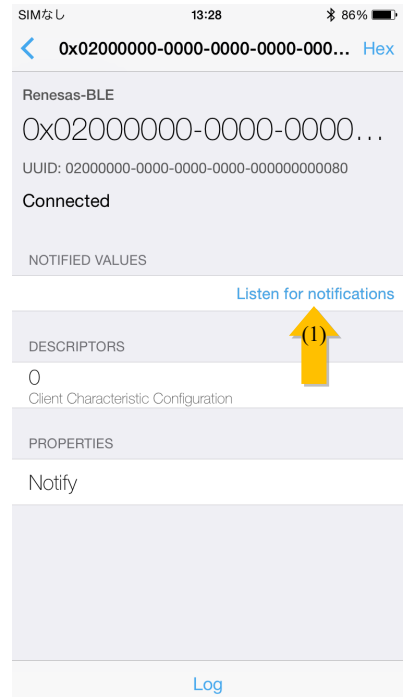 SIMなし 13:28 86%
0x02000000-0000-0000-0000-000... Hex
Renesas-BLE
0x02000000-0000-0000...
UUID: 02000000-0000-0000-0000-000000000080
Connected
NOTIFIED VALUES
Listen for notifications
(1)
DESCRIPTORS
0
Client Characteristic Configuration
PROPERTIES
Notify
Log